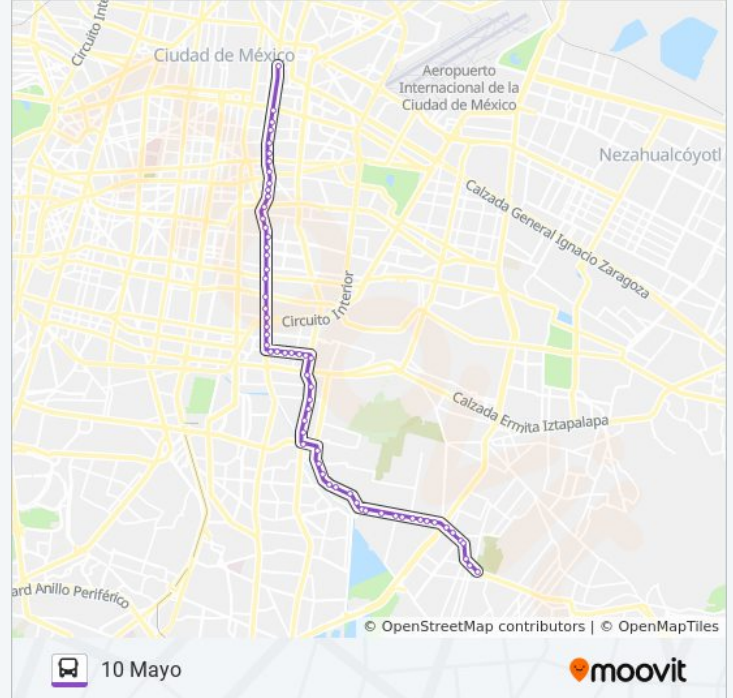 Circuito Inte
Ciudad de México
Aeropuerto
Internacional de la
Ciudad de México
Nezahualcóyotl
Calzada General Ignacio Zaragoza
Circuito Interior
Calzada Ermita Iztapalapa
ard Anillo Periférico
© OpenStreetMap contributors | © OpenMapTiles
10 Mayo
moovit